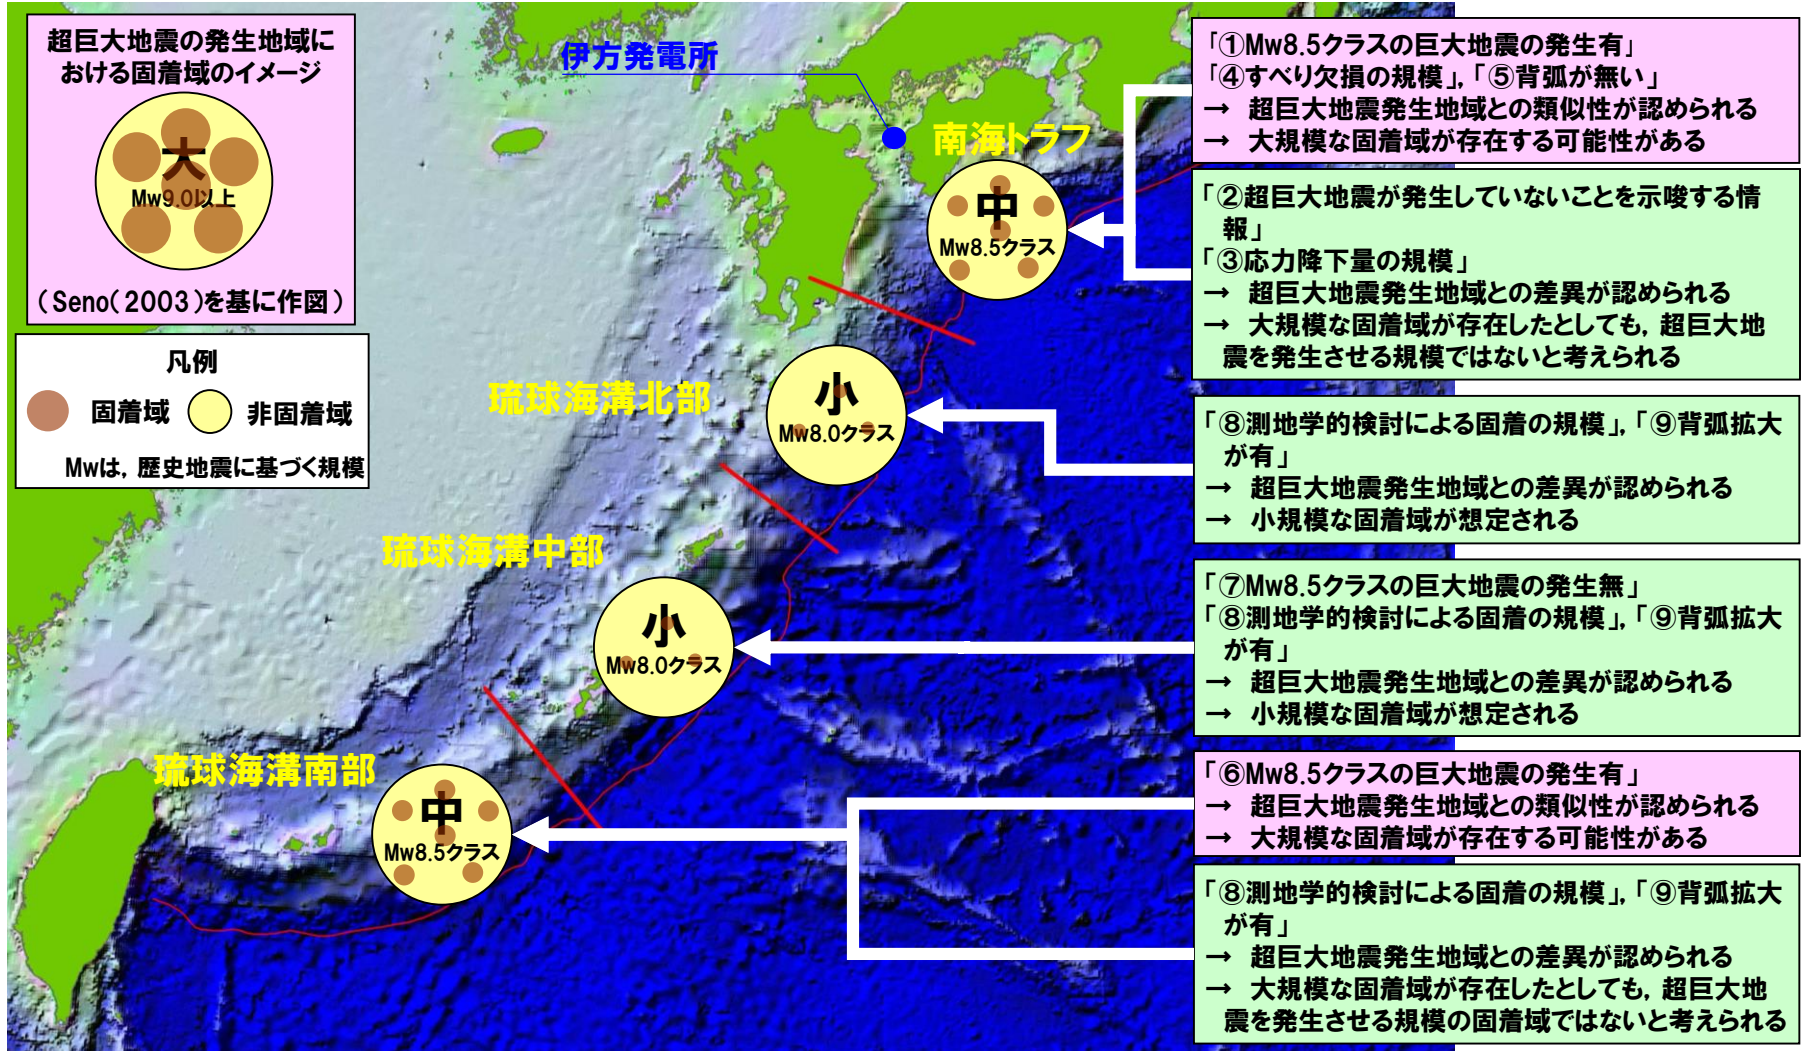 超巨大地震の発生地域に
おける固着域のイメージ
大
Mw9.0以上
（Seno(2003)を基に作図）
凡例
固着域 非固着域
Mwは，歴史地震に基づく規模
伊方発電所
南海トラフ
中
Mw8.5クラス
琉球海溝北部
小
Mw8.0クラス
琉球海溝中部
小
Mw8.0クラス
琉球海溝南部
中
Mw8.5クラス
「①Mw8.5クラスの巨大地震の発生有」
「④すべり欠損の規模」，「⑤背弧が無い」
→ 超巨大地震発生地域との類似性が認められる
→ 大規模な固着域が存在する可能性がある
「②超巨大地震が発生していないことを示唆する情
報」
「③応力降下量の規模」
→ 超巨大地震発生地域との差異が認められる
→ 大規模な固着域が存在したとしても，超巨大地
震を発生させる規模ではないと考えられる
「⑧測地学的検討による固着の規模」，「⑨背弧拡大
が有」
→ 超巨大地震発生地域との差異が認められる
→ 小規模な固着域が想定される
「⑦Mw8.5クラスの巨大地震の発生無」
「⑧測地学的検討による固着の規模」，「⑨背弧拡大
が有」
→ 超巨大地震発生地域との差異が認められる
→ 小規模な固着域が想定される
「⑥Mw8.5クラスの巨大地震の発生有」
→ 超巨大地震発生地域との類似性が認められる
→ 大規模な固着域が存在する可能性がある
「⑧測地学的検討による固着の規模」，「⑨背弧拡大
が有」
→ 超巨大地震発生地域との差異が認められる
→ 大規模な固着域が存在したとしても，超巨大地
震を発生させる規模の固着域ではないと考えられる